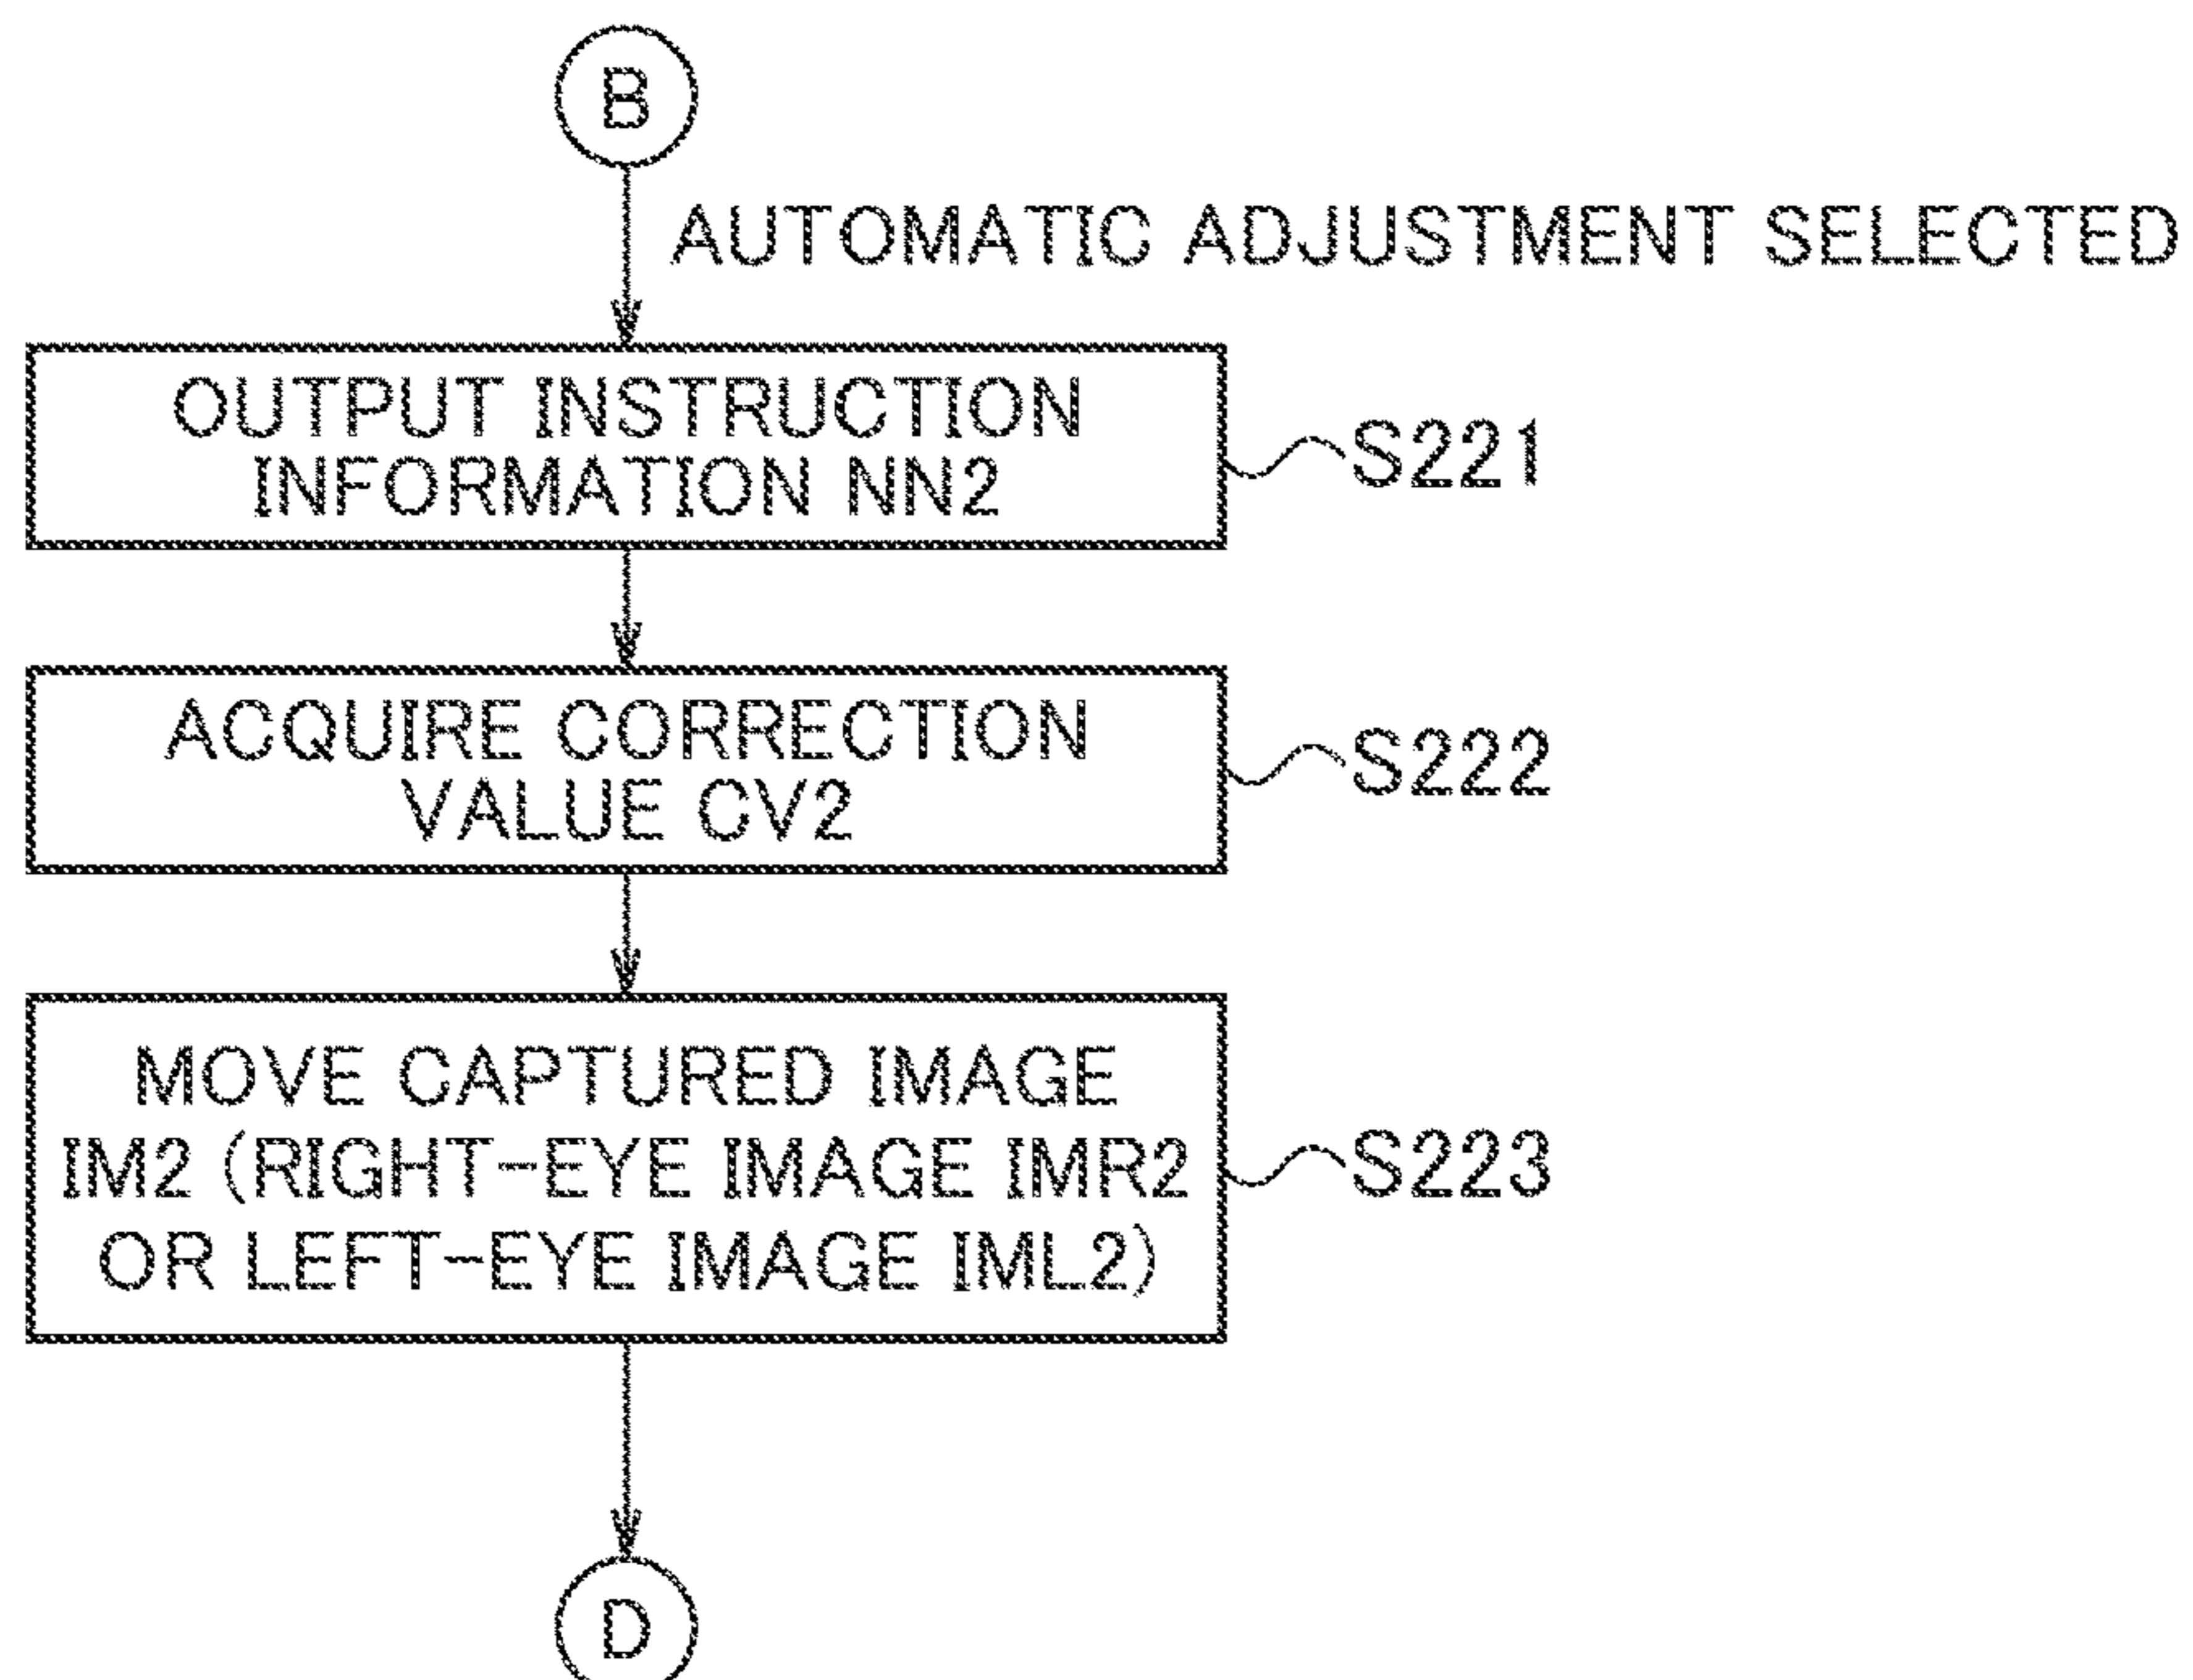 B
AUTOMATIC ADJUSTMENT SELECTED
OUTPUT INSTRUCTION
INFORMATION NN2
S221
ACQUIRE CORRECTION
VALUE CV2
S222
MOVE CAPTURED IMAGE
IM2 (RIGHT-EYE IMAGE IMR2
OR LEFT-EYE IMAGE IML2)
S223
D